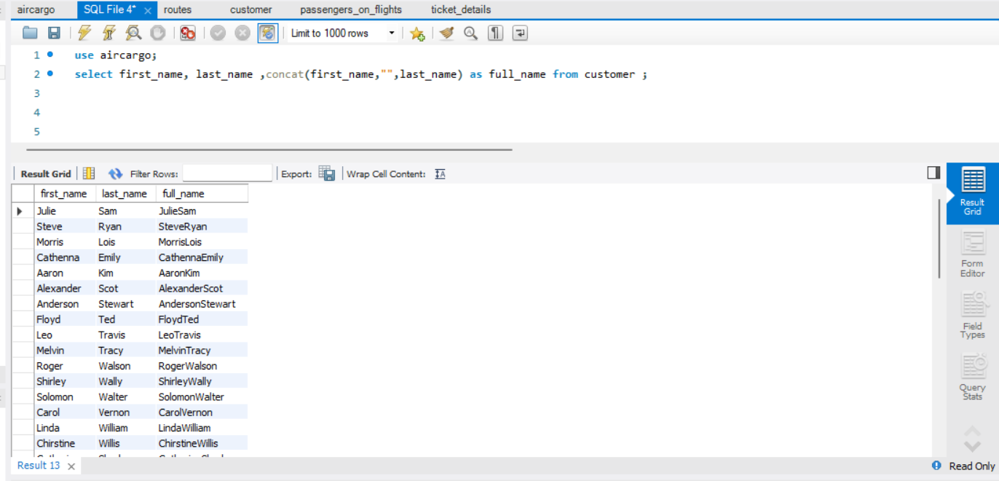 aircargo SQL File 4* × routes customer passengers_on_flights ticket_details
Limit to 1000 rows
1 use aircargo;
2 select first_name, last_name ,concat(first_name,"",last_name) as full_name from customer ;
3
4
5
Result Grid Filter Rows: Export: Wrap Cell Content:
first_name last_name full_name
Julie Sam JulieSam
Steve Ryan SteveRyan
Morris Lois MorrisLois
Cathenna Emily CathennaEmily
Aaron Kim AaronKim
Alexander Scot AlexanderScot
Anderson Stewart AndersonStewart
Floyd Ted FloydTed
Leo Travis LeoTravis
Melvin Tracy MelvinTracy
Roger Walson RogerWalson
Shirley Wally ShirleyWally
Solomon Walter SolomonWalter
Carol Vernon CarolVernon
Linda William LindaWilliam
Chirstine Willis ChirstineWillis
Result
Grid
Form
Editor
Field
Types
Query
Stats
Result 13 × Read Only